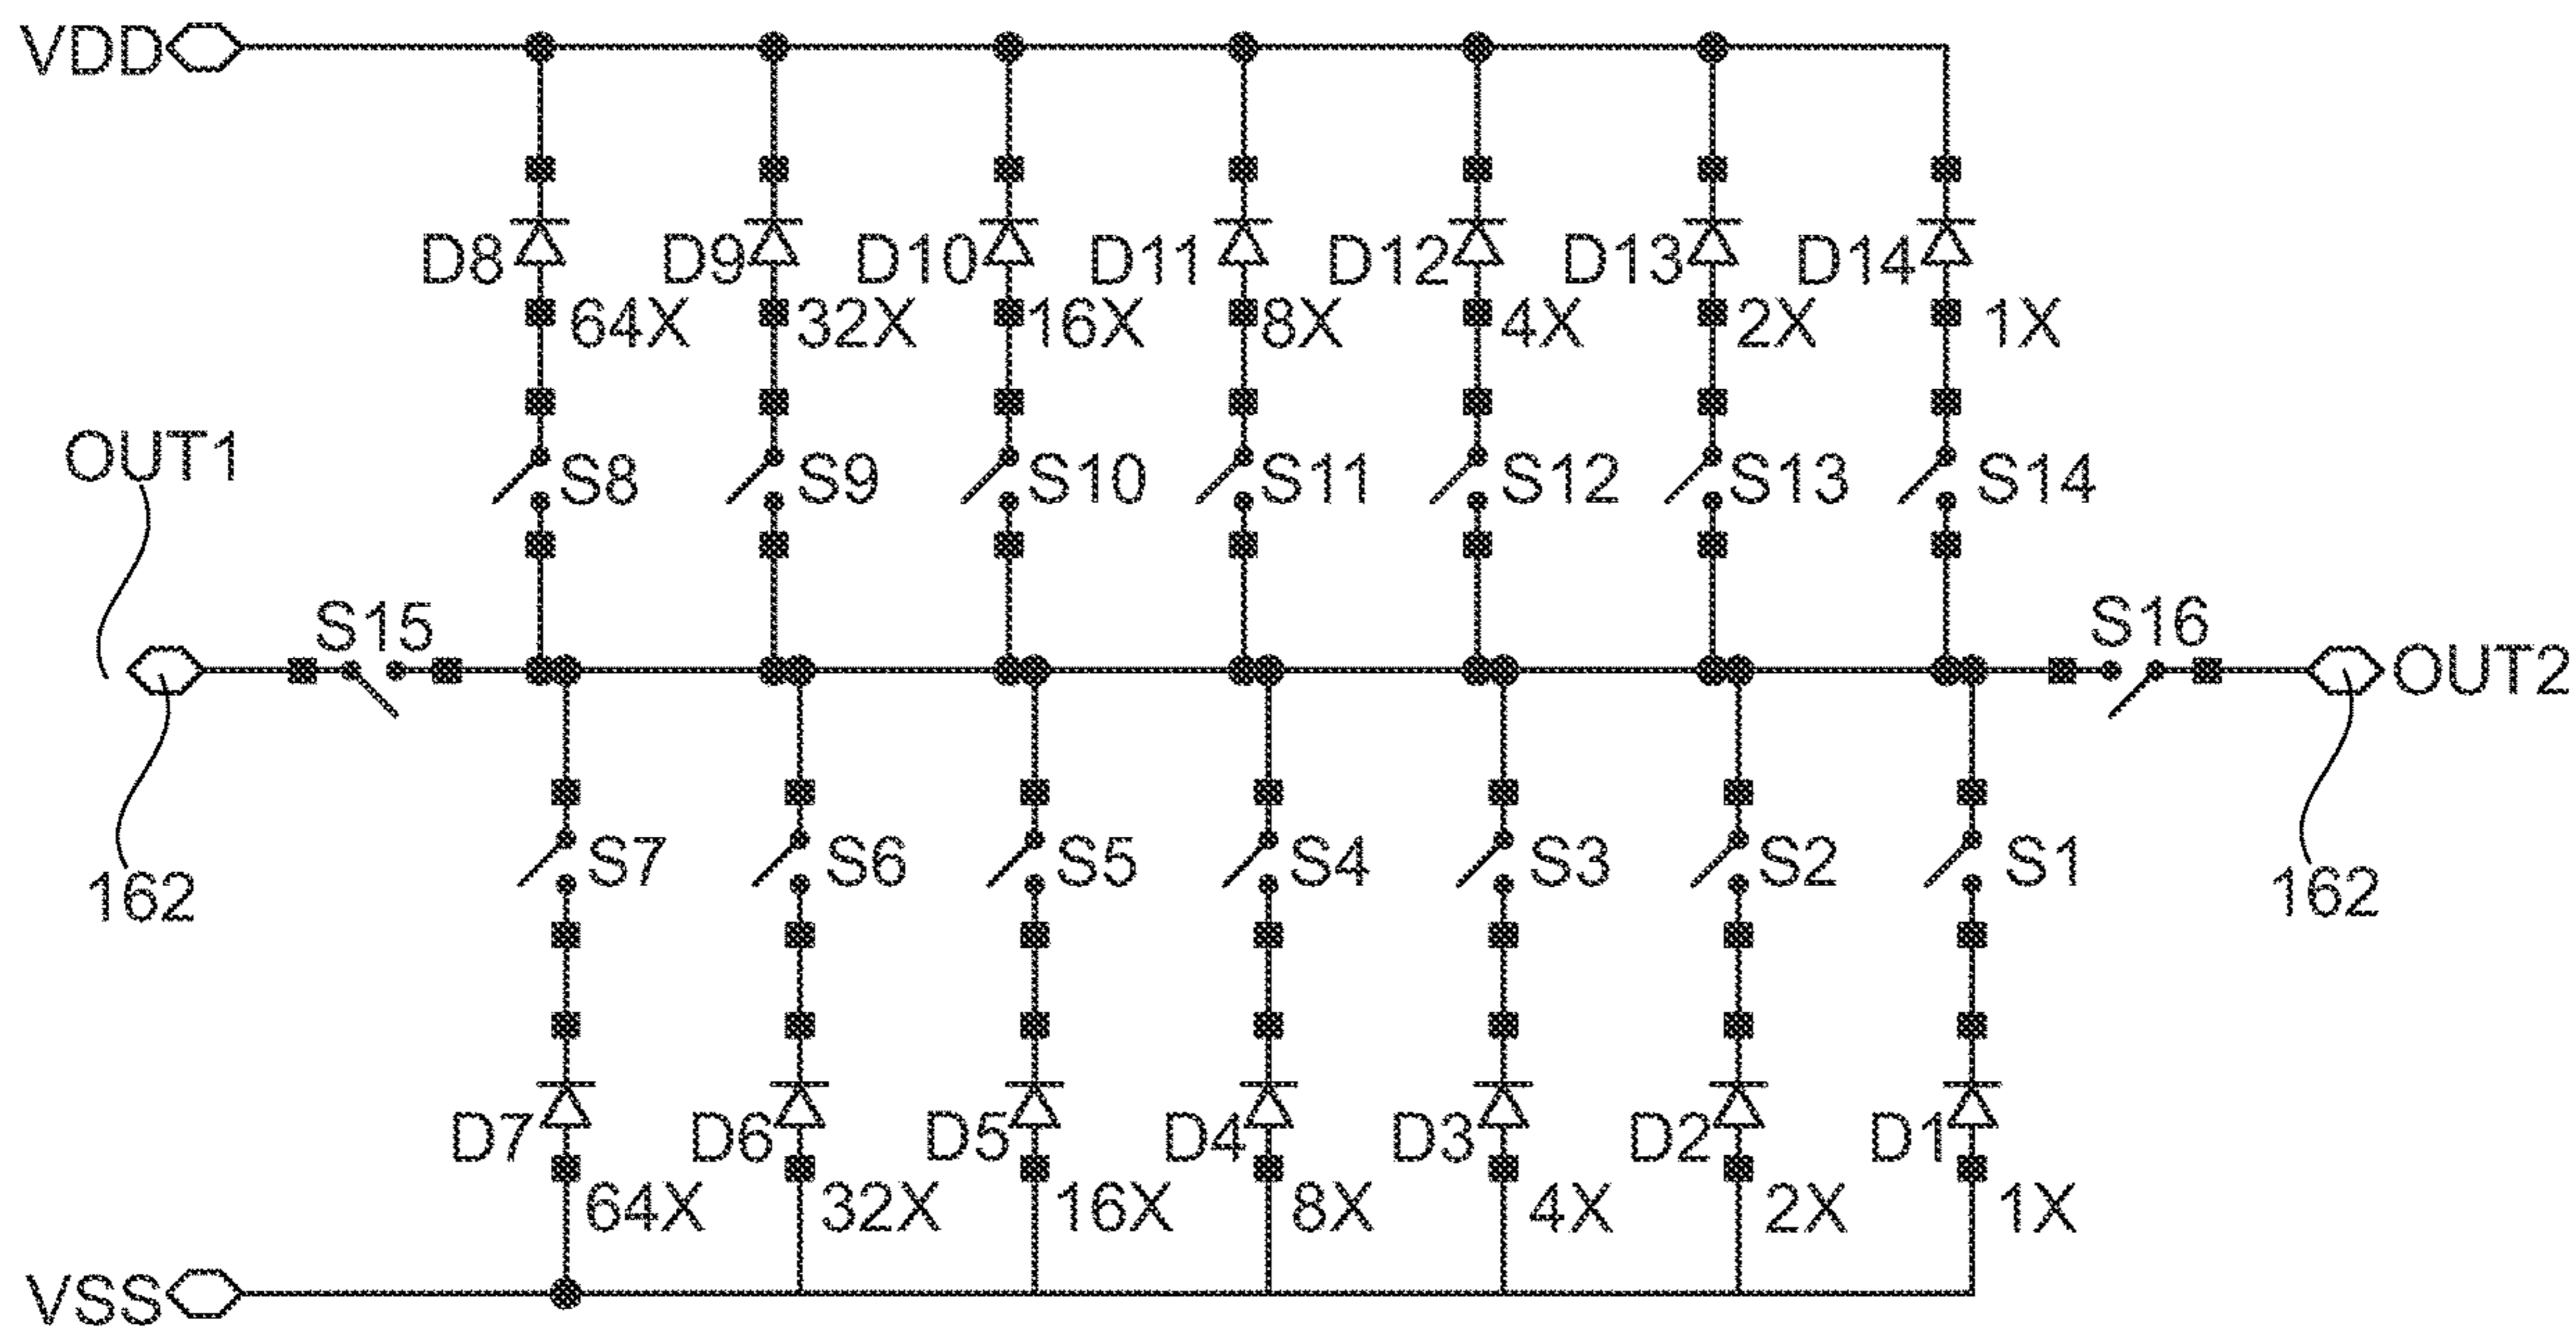 VDD
D8 D9 D10 D11 D12 D13 D14
64X 32X 16X 8X 4X 2X 1X
OUT1
S8 S9 S10 S11 S12 S13 S14
S15 S16
OUT2
S7 S6 S5 S4 S3 S2 S1
162 162
D7 D6 D5 D4 D3 D2 D1
64X 32X 16X 8X 4X 2X 1X
VSS